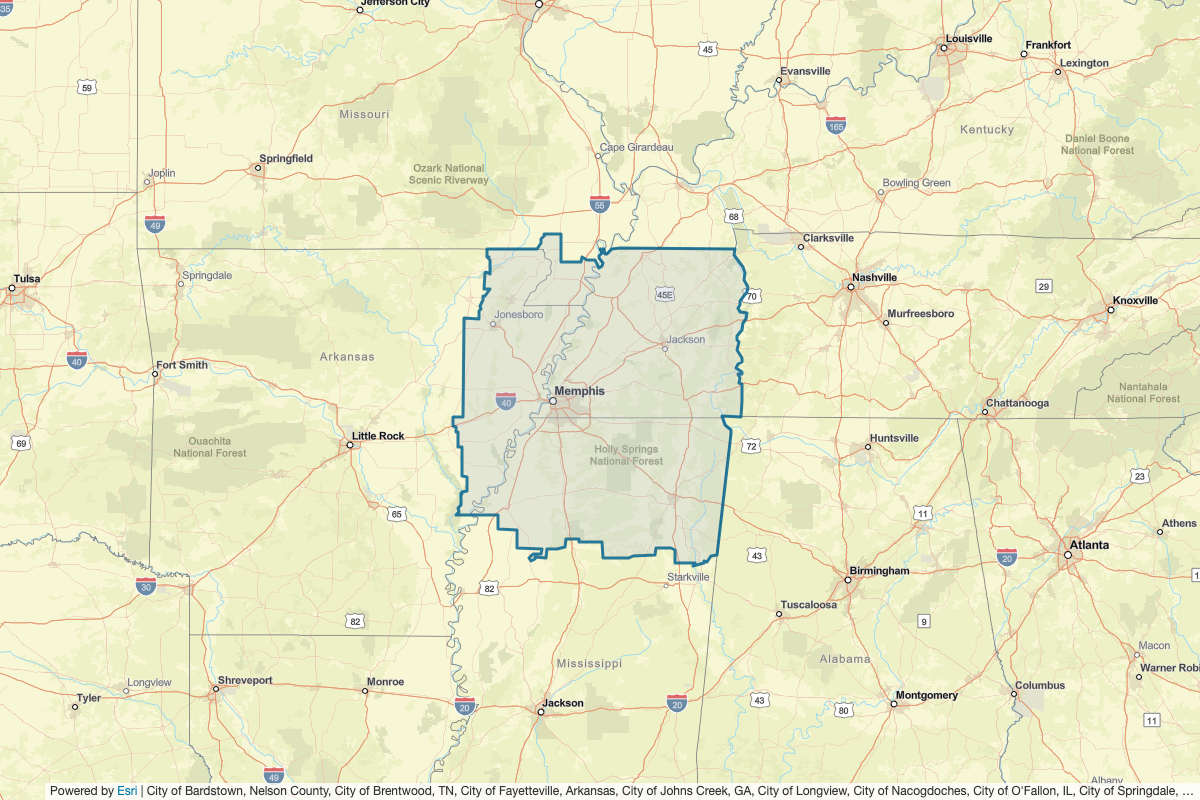 Jefferson City
35
45
Louisville
Frankfort
Evansville
Lexington
59
Missouri
165
Kentucky
Daniel Boone
National Forest
Cape Girardeau
Springfield
Ozark National
Scenic Riverway
Joplin
Bowling Green
55
68
49
Clarksville
Tulsa
Springdale
Nashville
29
45E
70
Knoxville
Jonesboro
Murfreesboro
Jackson
Arkansas
40
Fort Smith
Memphis
Nantahala
National Forest
40
Chattanooga
Little Rock
Huntsville
69
Ouachita
National Forest
72
Holly Springs
National Forest
23
65
11
Athens
Atlanta
43
20
Birmingham
Starkville
30
82
1
Tuscaloosa
82
9
Macon
Mississippi
Alabama
Warner Robi
Shreveport
Monroe
Longview
Columbus
Tyler
Montgomery
43
20
20
Jackson
80
11
49
Albany
Powered by Esri | City of Bardstown, Nelson County, City of Brentwood, TN, City of Fayetteville, Arkansas, City of Johns Creek, GA, City of Longview, City of Nacogdoches, City of O'Fallon, IL, City of Springdale, ...